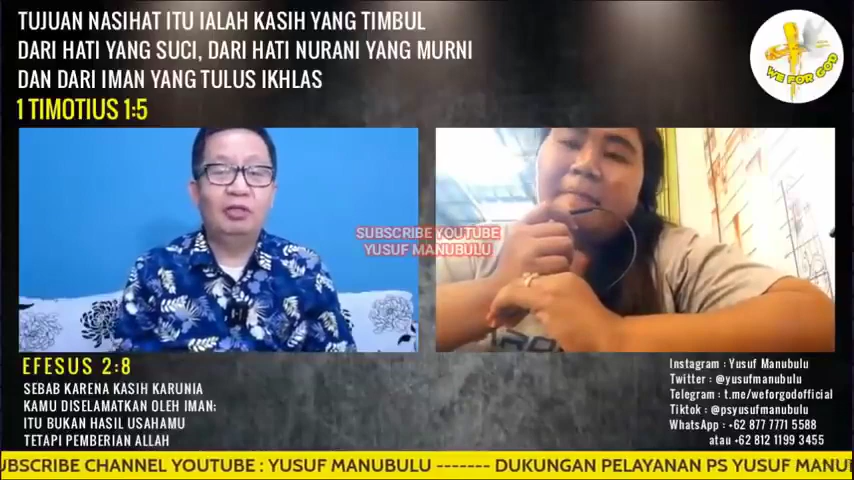 TUJUAN NASIHAT ITU IALAH KASIH YANG TIMBUL
DARI HATI YANG SUCI, DARI HATI NURANI YANG MURNI
DAN DARI IMAN YANG TULUS IKHLAS
1 TIMOTIUS 1:5
WE FOR GOD
SUBSCRIBE YOUTUBE
YUSUF MANUBULU
EFESUS 2:8
SEBAB KARENA KASIH KARUNIA
KAMU DISELAMATKAN OLEH IMAN;
ITU BUKAN HASIL USAHAMU
TETAPI PEMBERIAN ALLAH
Instagram : Yusuf Manubulu
Twitter : @yusufmanubulu
Telegram : t.me/weforgodofficial
Tiktok : @psyusufmanubulu
WhatsApp : +62 877 7771 5588
atau +62 812 1199 3455
UBSCRIBE CHANNEL YOUTUBE : YUSUF MANUBULU ------- DUKUNGAN PELAYANAN PS YUSUF MANU